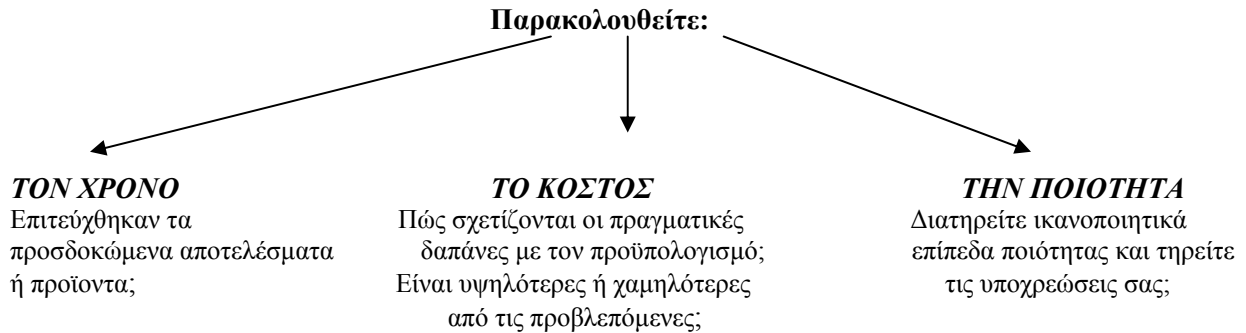 Παρακολουθείτε:
ΤΟΝ ΧΡΟΝΟ
Επιτεύχθηκαν τα
προσδοκώμενα αποτελέσματα
ή προϊοντα;
ΤΟ ΚΟΣΤΟΣ
Πώς σχετίζονται οι πραγματικές
δαπάνες με τον προϋπολογισμό;
Είναι υψηλότερες ή χαμηλότερες
από τις προβλεπόμενες;
ΤΗΝ ΠΟΙΟΤΗΤΑ
Διατηρείτε ικανοποιητικά
επίπεδα ποιότητας και τηρείτε
τις υποχρεώσεις σας;